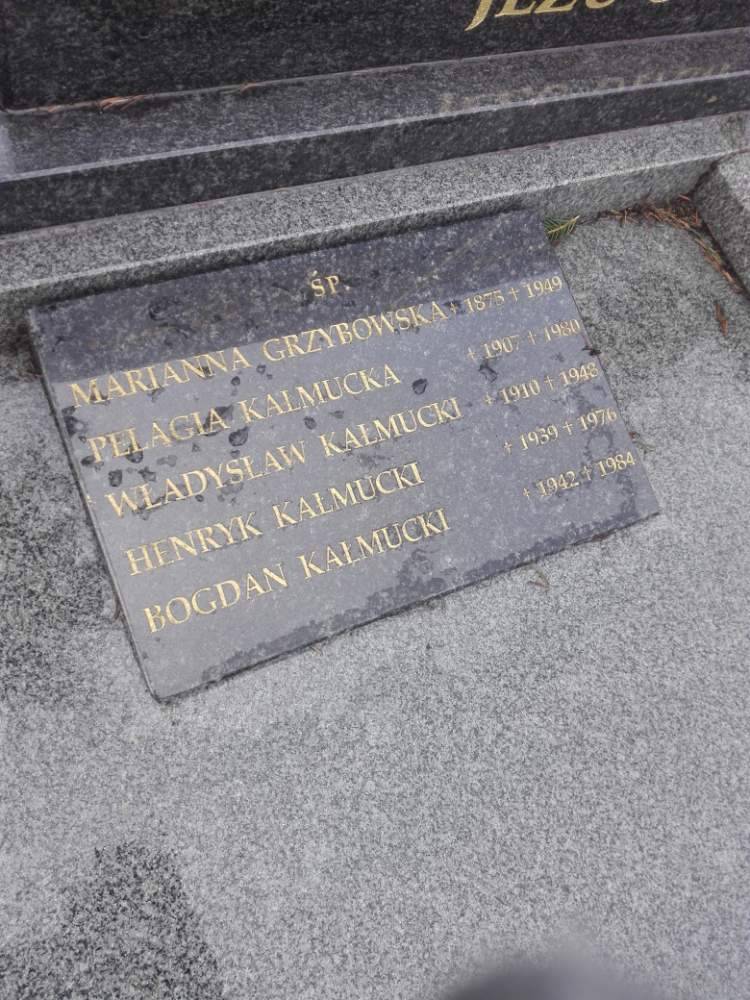 JEZU
ŚP.
MARIANNA GRZYBOWSKA + 1875 + 1949
PELAGIA KAŁMUCKA + 1907 + 1980
WŁADYSŁAW KAŁMUCKI + 1910 + 1948
HENRYK KAŁMUCKI + 1939 + 1976
BOGDAN KAŁMUCKI + 1942 + 1984